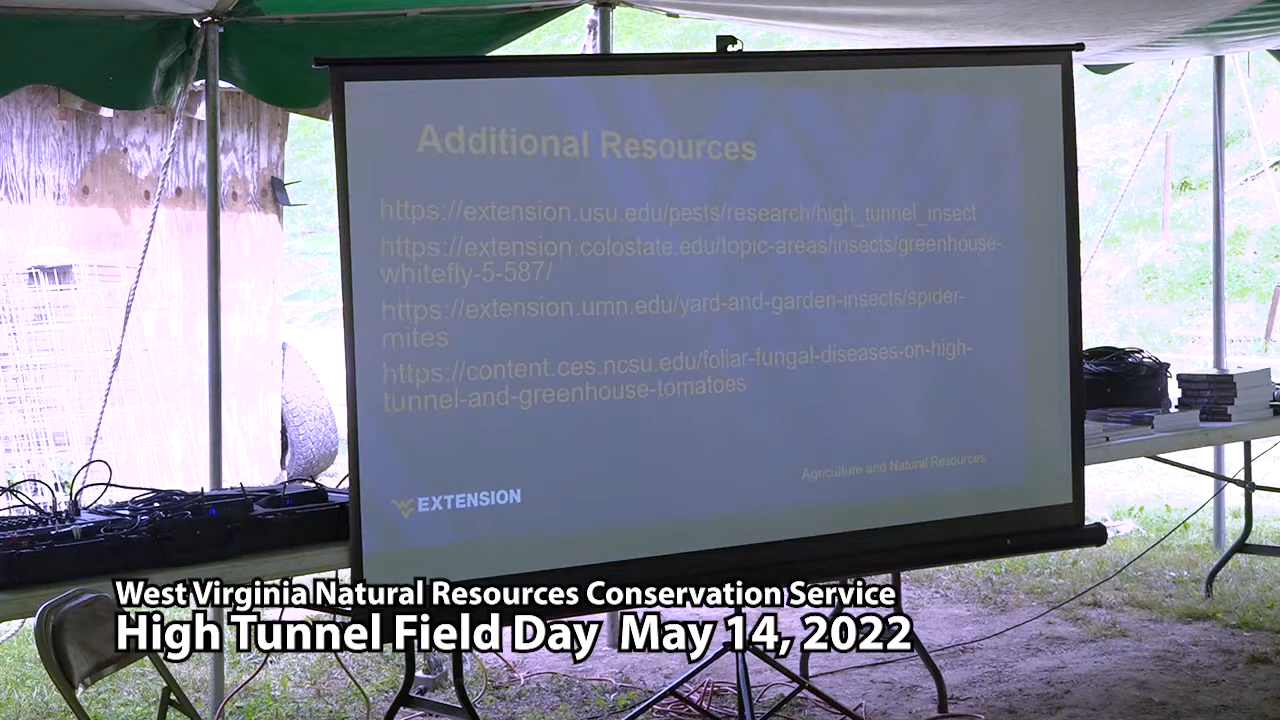 Additional Resources
https://extension.usu.edu/pests/research/high_tunnel_insect
https://extension.colostate.edu/topic-areas/insects/greenhouse-
whitefly-5-587/
https://extension.umn.edu/yard-and-garden-insects/spider-
mites
https://content.ces.ncsu.edu/foliar-fungal-diseases-on-high-
tunnel-and-greenhouse-tomatoes
Agriculture and Natural Resources
WV EXTENSION
West Virginia Natural Resources Conservation Service
High Tunnel Field Day May 14, 2022